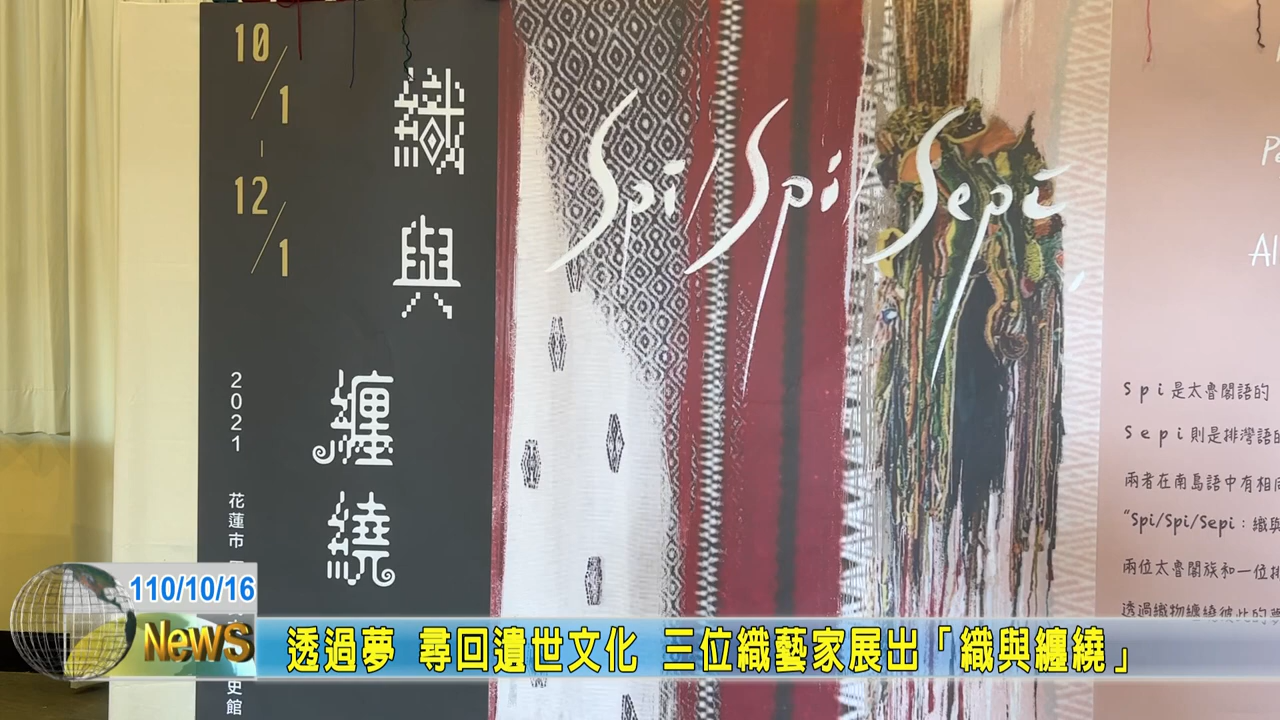 10/1
-
12/1
2021
花蓮市
史館
織與
纏繞
Spi/Spi/Sepi
Spi是太魯閣語的
Sepi則是排灣語的
兩者在南島語中有相同
"Spi/Spi/Sepi：織與
兩位太魯閣族和一位排
透過織物纏繞彼此的夢
110/10/16
News
透過夢 尋回遺世文化 三位織藝家展出「織與纏繞」